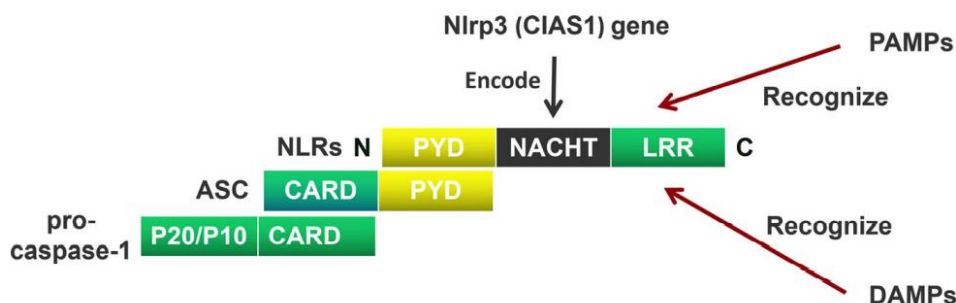 Nlrp3 (CIAS1) gene
PAMPs
Encode
Recognize
NLRs N PYD NACHT LRR C
ASC CARD PYD
pro-
caspase-1
P20/P10 CARD
Recognize
DAMPs